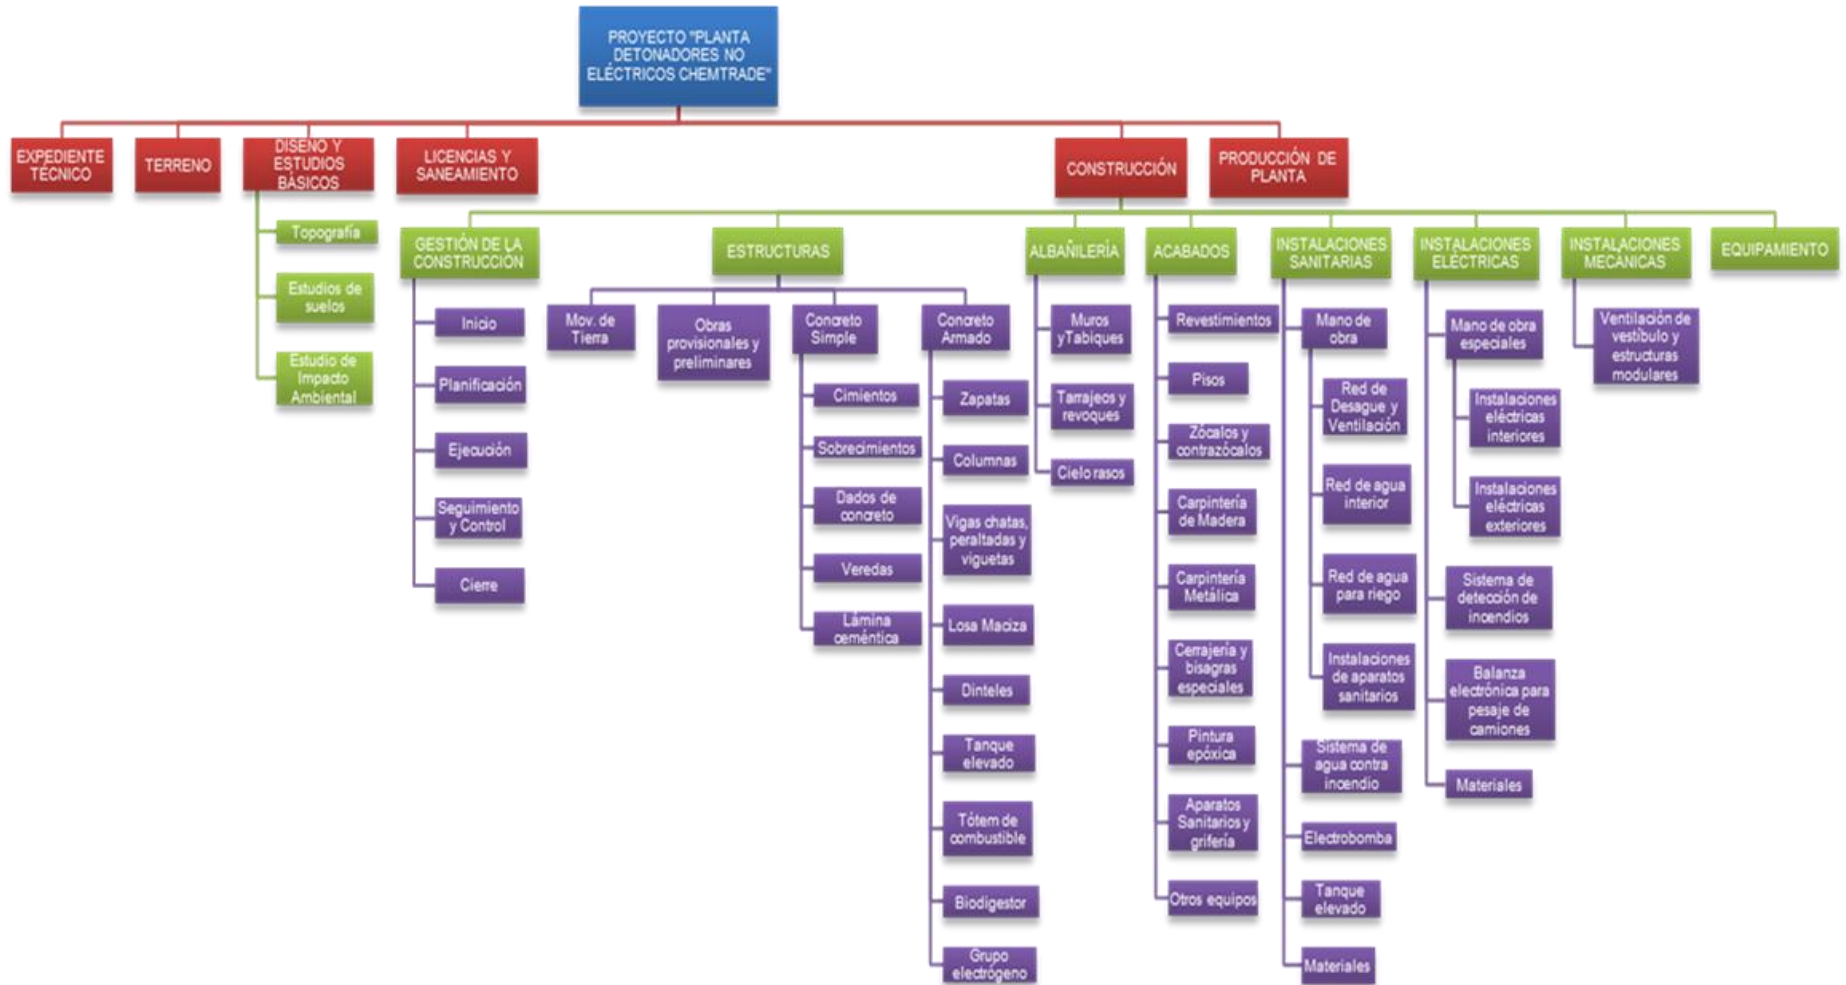 PROYECTO "PLANTA
DETONADORES NO
ELÉCTRICOS CHEMTRADE"
EXPEDIENTE
TÉCNICO
TERRENO
DISEÑO Y
ESTUDIOS
BÁSICOS
LICENCIAS Y
SANEAMIENTO
CONSTRUCCIÓN
PRODUCCIÓN DE
PLANTA
Topografía
Estudios de
suelos
Estudio de
Impacto
Ambiental
GESTIÓN DE LA
CONSTRUCCIÓN
Inicio
Planificación
Ejecución
Seguimiento
y Control
Cierre
ESTRUCTURAS
Mov. de
Tierra
Obras
provisionales y
preliminares
Concreto
Simple
Cimientos
Sobrecimientos
Dados de
concreto
Veredas
Lámina
ceméntica
Concreto
Armado
Zapatas
Columnas
Vigas chatas,
peraltadas y
viguetas
Losa Maciza
Dinteles
Tanque
elevado
Tótem de
combustible
Biodigestor
Grupo
electrógeno
ALBAÑILERÍA
Muros
yTabiques
Tarrajeos y
revoques
Cielo rasos
ACABADOS
Revestimientos
Pisos
Zócalos y
contrazócalos
Carpintería
de Madera
Carpintería
Metálica
Cerrajería y
bisagras
especiales
Pintura
epóxica
Aparatos
Sanitarios y
grifería
Otros equipos
INSTALACIONES
SANITARIAS
Mano de
obra
Red de
Desague y
Ventilación
Red de agua
interior
Red de agua
para riego
Instalaciones
de aparatos
sanitarios
Sistema de
agua contra
incendio
Electrobomba
Tanque
elevado
Materiales
INSTALACIONES
ELÉCTRICAS
Mano de obra
especiales
Instalaciones
eléctricas
interiores
Instalaciones
eléctricas
exteriores
Sistema de
detección de
incendios
Balanza
electrónica para
pesaje de
camiones
Materiales
INSTALACIONES
MECÁNICAS
Ventilación de
vestíbulo y
estructuras
modulares
EQUIPAMIENTO